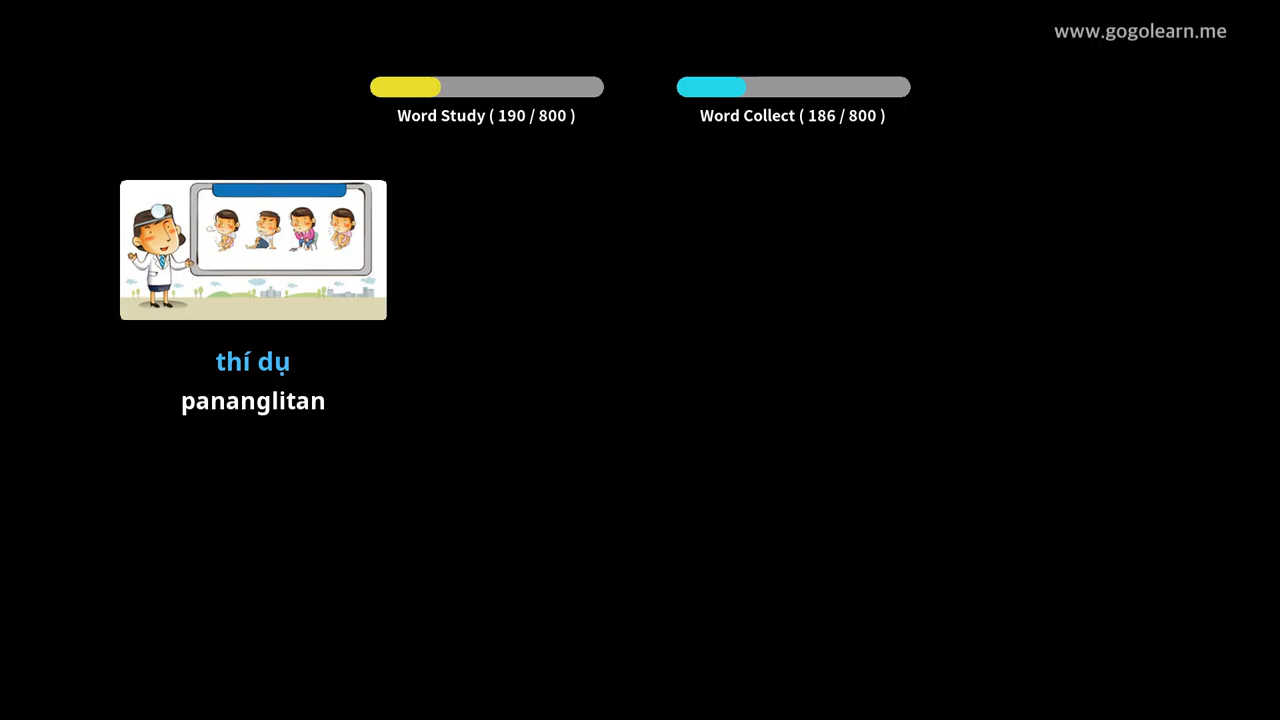 www.gogolearn.me
Word Study ( 190 / 800 )
Word Collect ( 186 / 800 )
thí dụ
pananglitan